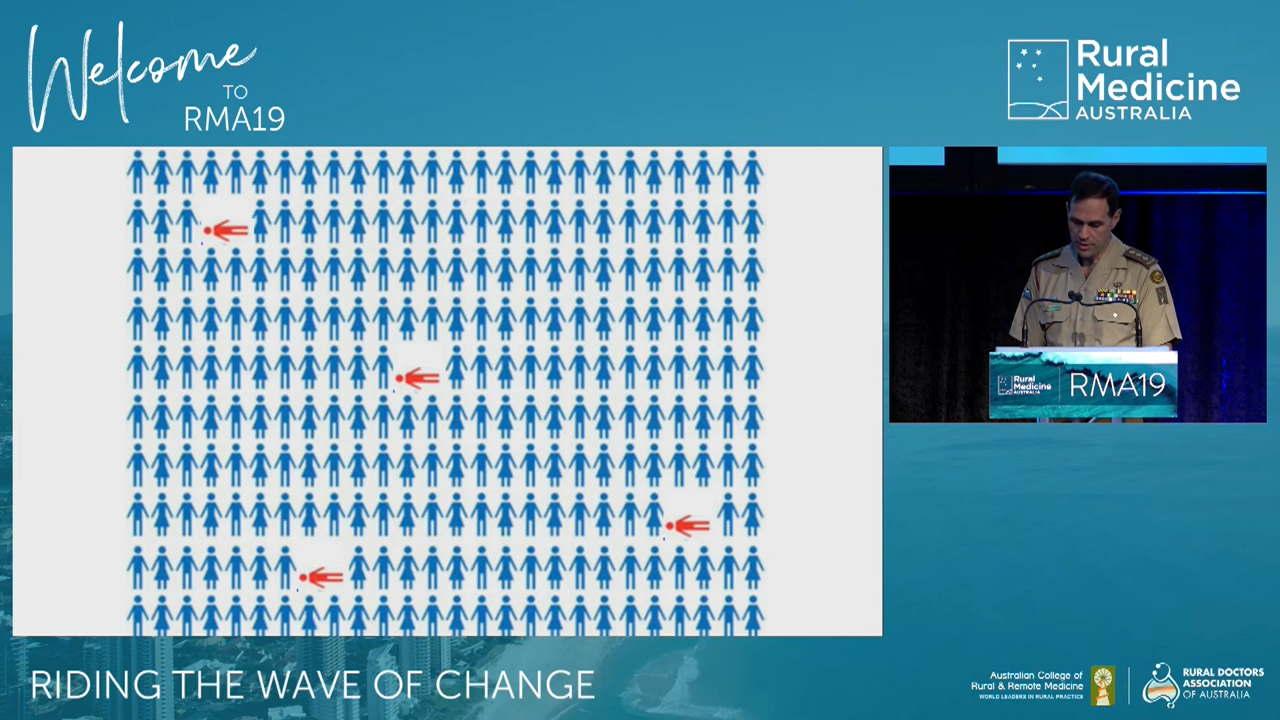 Welcome
TO
RMA19
Rural
Medicine
AUSTRALIA
Rural
Medicine
AUSTRALIA
RMA19
RIDING THE WAVE OF CHANGE
Australian College of
Rural & Remote Medicine
WORLD LEADERS IN RURAL PRACTICE
RURAL DOCTORS
ASSOCIATION
OF AUSTRALIA